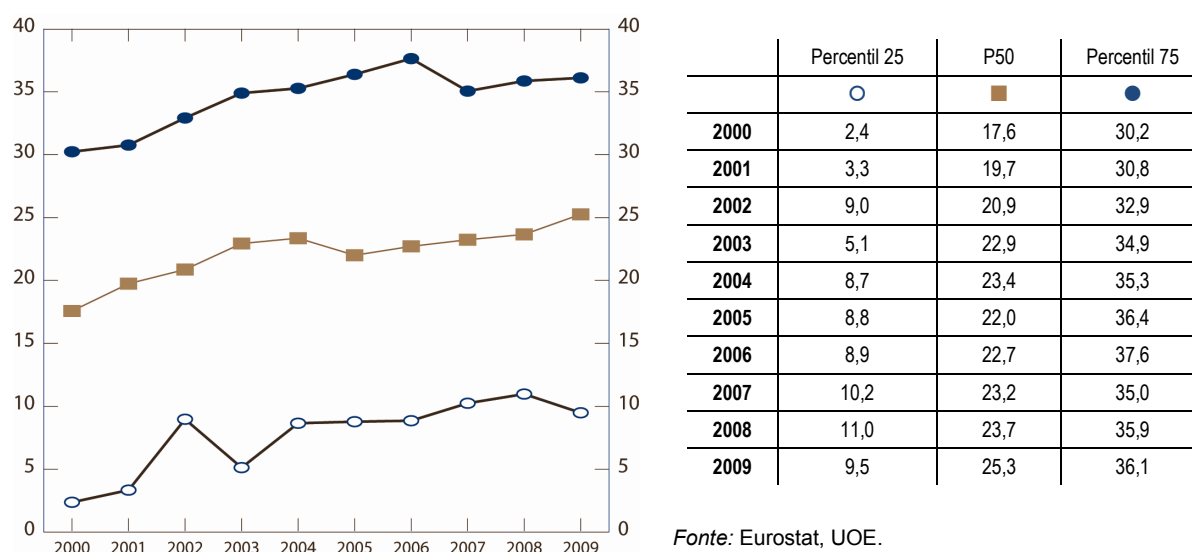 40 40
35 35
30 30
25 25
20 20
15 15
10 10
5 5
0 0
2000 2001 2002 2003 2004 2005 2006 2007 2008 2009
Percentil 25 P50 Percentil 75
2000 2,4 17,6 30,2
2001 3,3 19,7 30,8
2002 9,0 20,9 32,9
2003 5,1 22,9 34,9
2004 8,7 23,4 35,3
2005 8,8 22,0 36,4
2006 8,9 22,7 37,6
2007 10,2 23,2 35,0
2008 11,0 23,7 35,9
2009 9,5 25,3 36,1
Fonte: Eurostat, UOE.